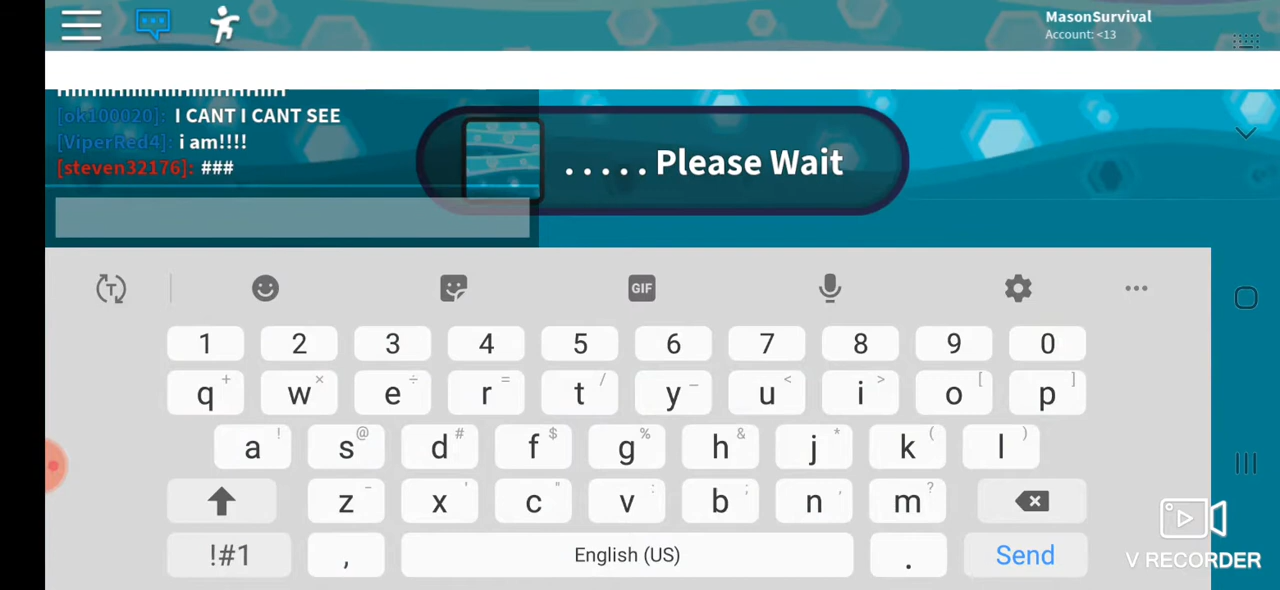 MasonSurvival
Account: <13
[ok100020]: I CANT I CANT SEE
[ViperRed4]: i am!!!!
[steven32176]: ###
. . . . . Please Wait
T
GIF
1 2 3 4 5 6 7 8 9 0
q + w × e ÷ r = t / y _ u < i > o [ p ]
a ! s @ d # f $ g % h & j * k ( l )
z - x ' c " v : b ; n , m ?
!#1 , English (US) . Send
V RECORDER